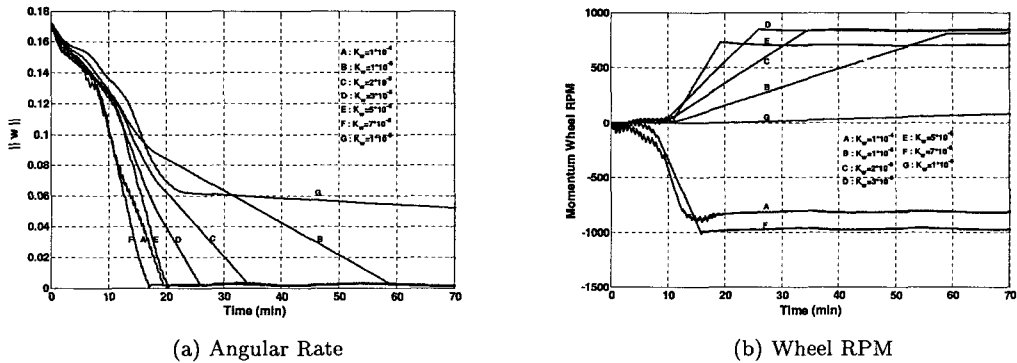 0.18
0.16
0.14
0.12
0.1
0.08
0.06
0.04
0.02
0
|| w ||
0 10 20 30 40 50 60 70
Time (min)
A : K
B : K
C : K
D : K
E : K
F : K
G : K
G
F A E D C B
(a) Angular Rate
1000
500
0
-500
-1000
-1500
Momentum Wheel RPM
0 10 20 30 40 50 60 70
Time (min)
D
E
C
B
G
A : K
B : K
C : K
D : K
E : K
F : K
G : K
A
F
(b) Wheel RPM